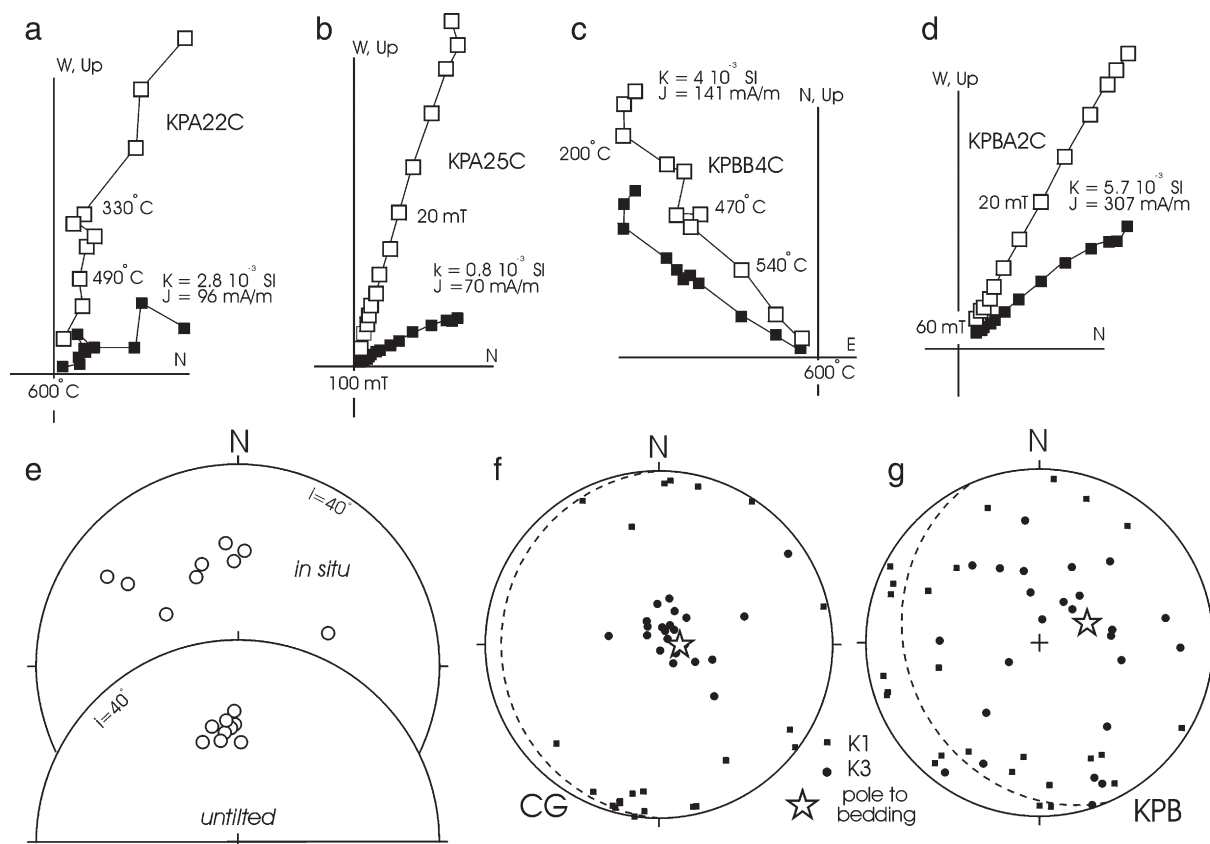 a
W, Up
KPA22C
330°C
490°C
K = 2.8 10⁻³ SI
J = 96 mA/m
N
600°C
b
W, Up
KPA25C
20 mT
k = 0.8 10⁻³ SI
J =70 mA/m
N
100 mT
c
K = 4 10⁻³ SI
J = 141 mA/m
N, Up
200°C
KPBB4C
470°C
540°C
E
600°C
d
W, Up
KPBA2C
K = 5.7 10⁻³ SI
J = 307 mA/m
20 mT
60 mT
N
e
N
i=40°
in situ
i=40°
untilted
f
N
CG
K1
K3
pole to
bedding
g
N
KPB